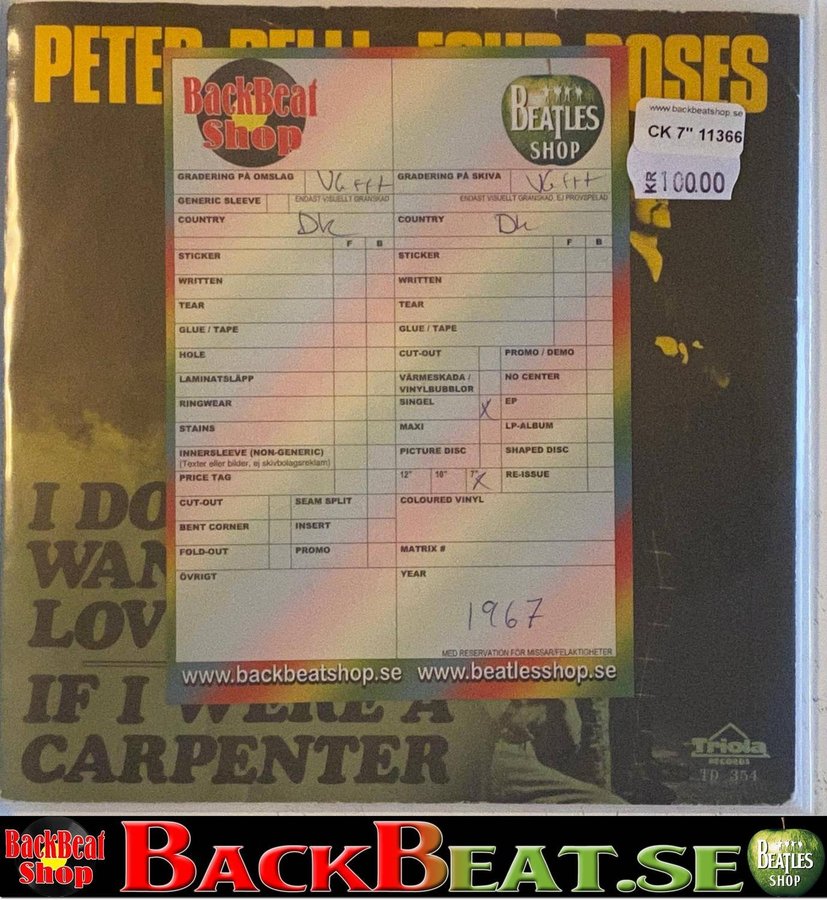 PETER
ROSES
BackBeat
Shop
BEATLES
SHOP
www.backbeatshop.se
CK 7" 11366
KR 100.00
GRADERING PÅ OMSLAG VG+++ GRADERING PÅ SKIVA VG+++
GENERIC SLEEVE ENDAST VISUELLT GRANSKAD ENDAST VISUELLT GRANSKAD, EJ PROVSPELAD
COUNTRY DK COUNTRY DK
F B F B
STICKER STICKER
WRITTEN WRITTEN
TEAR TEAR
GLUE / TAPE GLUE / TAPE
HOLE CUT-OUT PROMO / DEMO
LAMINATSLÄPP VÄRMESKADA / VINYLBUBBLOR NO CENTER
RINGWEAR SINGEL X EP
STAINS MAXI LP-ALBUM
INNERSLEEVE (NON-GENERIC) PICTURE DISC SHAPED DISC
(Texter eller bilder, ej skivbolagsreklam)
PRICE TAG 12" 10" 7" X RE-ISSUE
CUT-OUT SEAM SPLIT COLOURED VINYL
BENT CORNER INSERT
FOLD-OUT PROMO MATRIX #
ÖVRIGT YEAR
1967
MED RESERVATION FÖR MISSAR/FELAKTIGHETER
www.backbeatshop.se www.beatlesshop.se
I DO
WAN
LOV
IF I WERE A
CARPENTER
Triola
RECORDS
TD 354
BackBeat
Shop
BACKBEAT.SE
BEATLES
SHOP